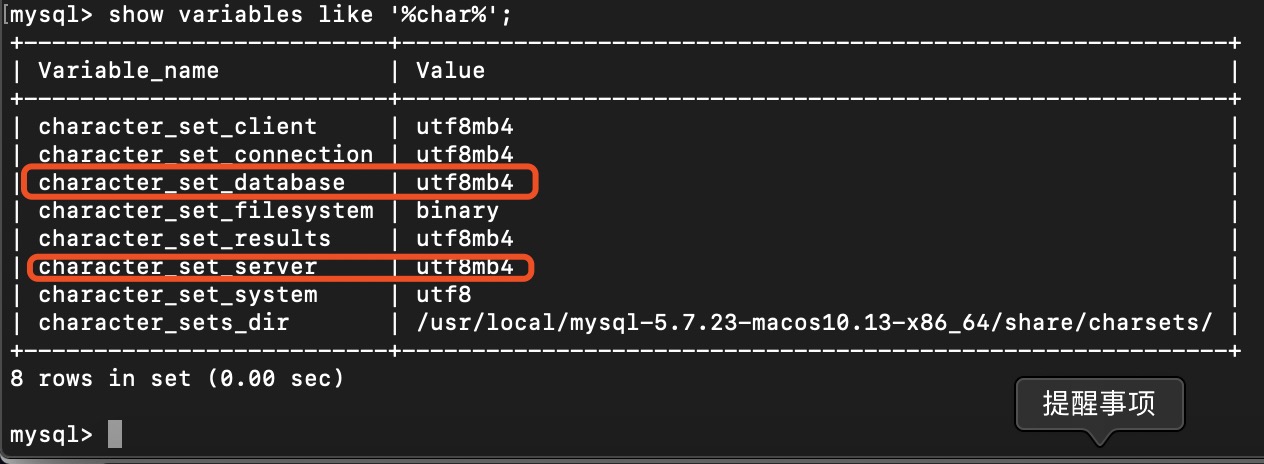 [mysql> show variables like '%char%';
+--------------------------+----------------------------------------------------------+
| Variable_name | Value |
+--------------------------+----------------------------------------------------------+
| character_set_client | utf8mb4 |
| character_set_connection | utf8mb4 |
| character_set_database | utf8mb4 |
| character_set_filesystem | binary |
| character_set_results | utf8mb4 |
| character_set_server | utf8mb4 |
| character_set_system | utf8 |
| character_sets_dir | /usr/local/mysql-5.7.23-macos10.13-x86_64/share/charsets/ |
+--------------------------+----------------------------------------------------------+
8 rows in set (0.00 sec)
提醒事项
mysql>